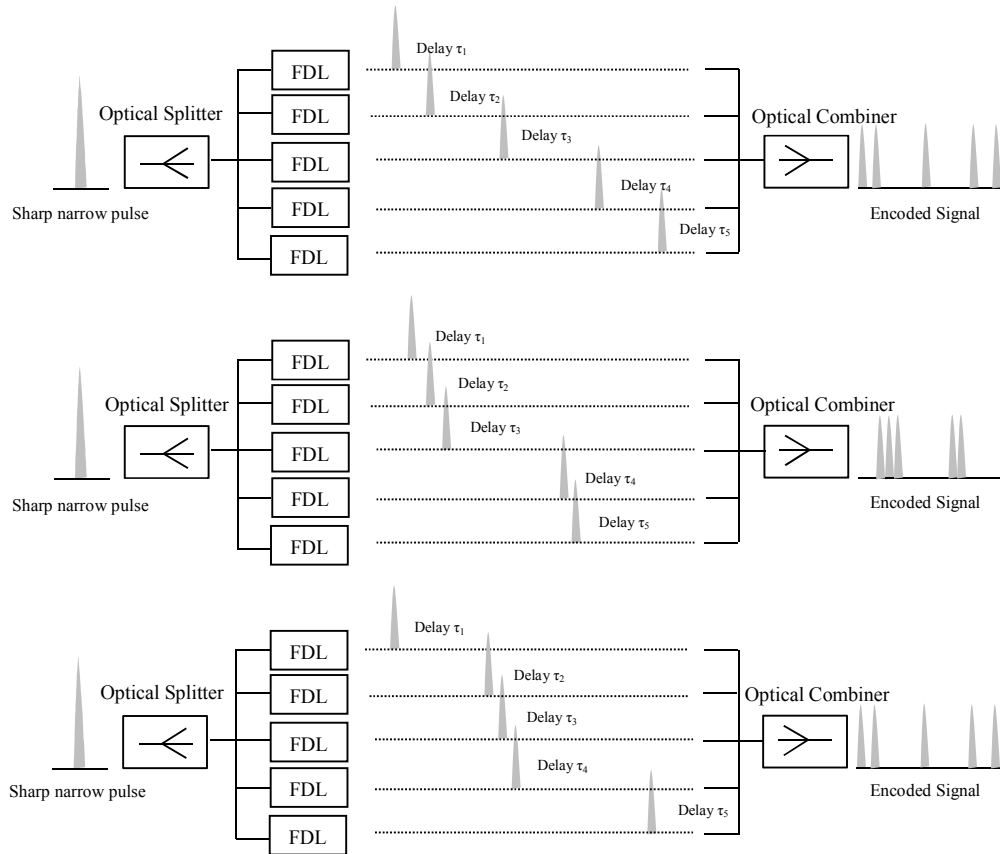 FDL
Delay τ1
Optical Splitter
FDL
Delay τ2
Optical Combiner
FDL
Delay τ3
FDL
Delay τ4
Sharp narrow pulse
Encoded Signal
FDL
Delay τ5
FDL
Delay τ1
Optical Splitter
FDL
Delay τ2
Optical Combiner
FDL
Delay τ3
FDL
Delay τ4
Sharp narrow pulse
Encoded Signal
FDL
Delay τ5
FDL
Delay τ1
Optical Splitter
FDL
Delay τ2
Optical Combiner
FDL
Delay τ3
FDL
Delay τ4
Sharp narrow pulse
Encoded Signal
FDL
Delay τ5